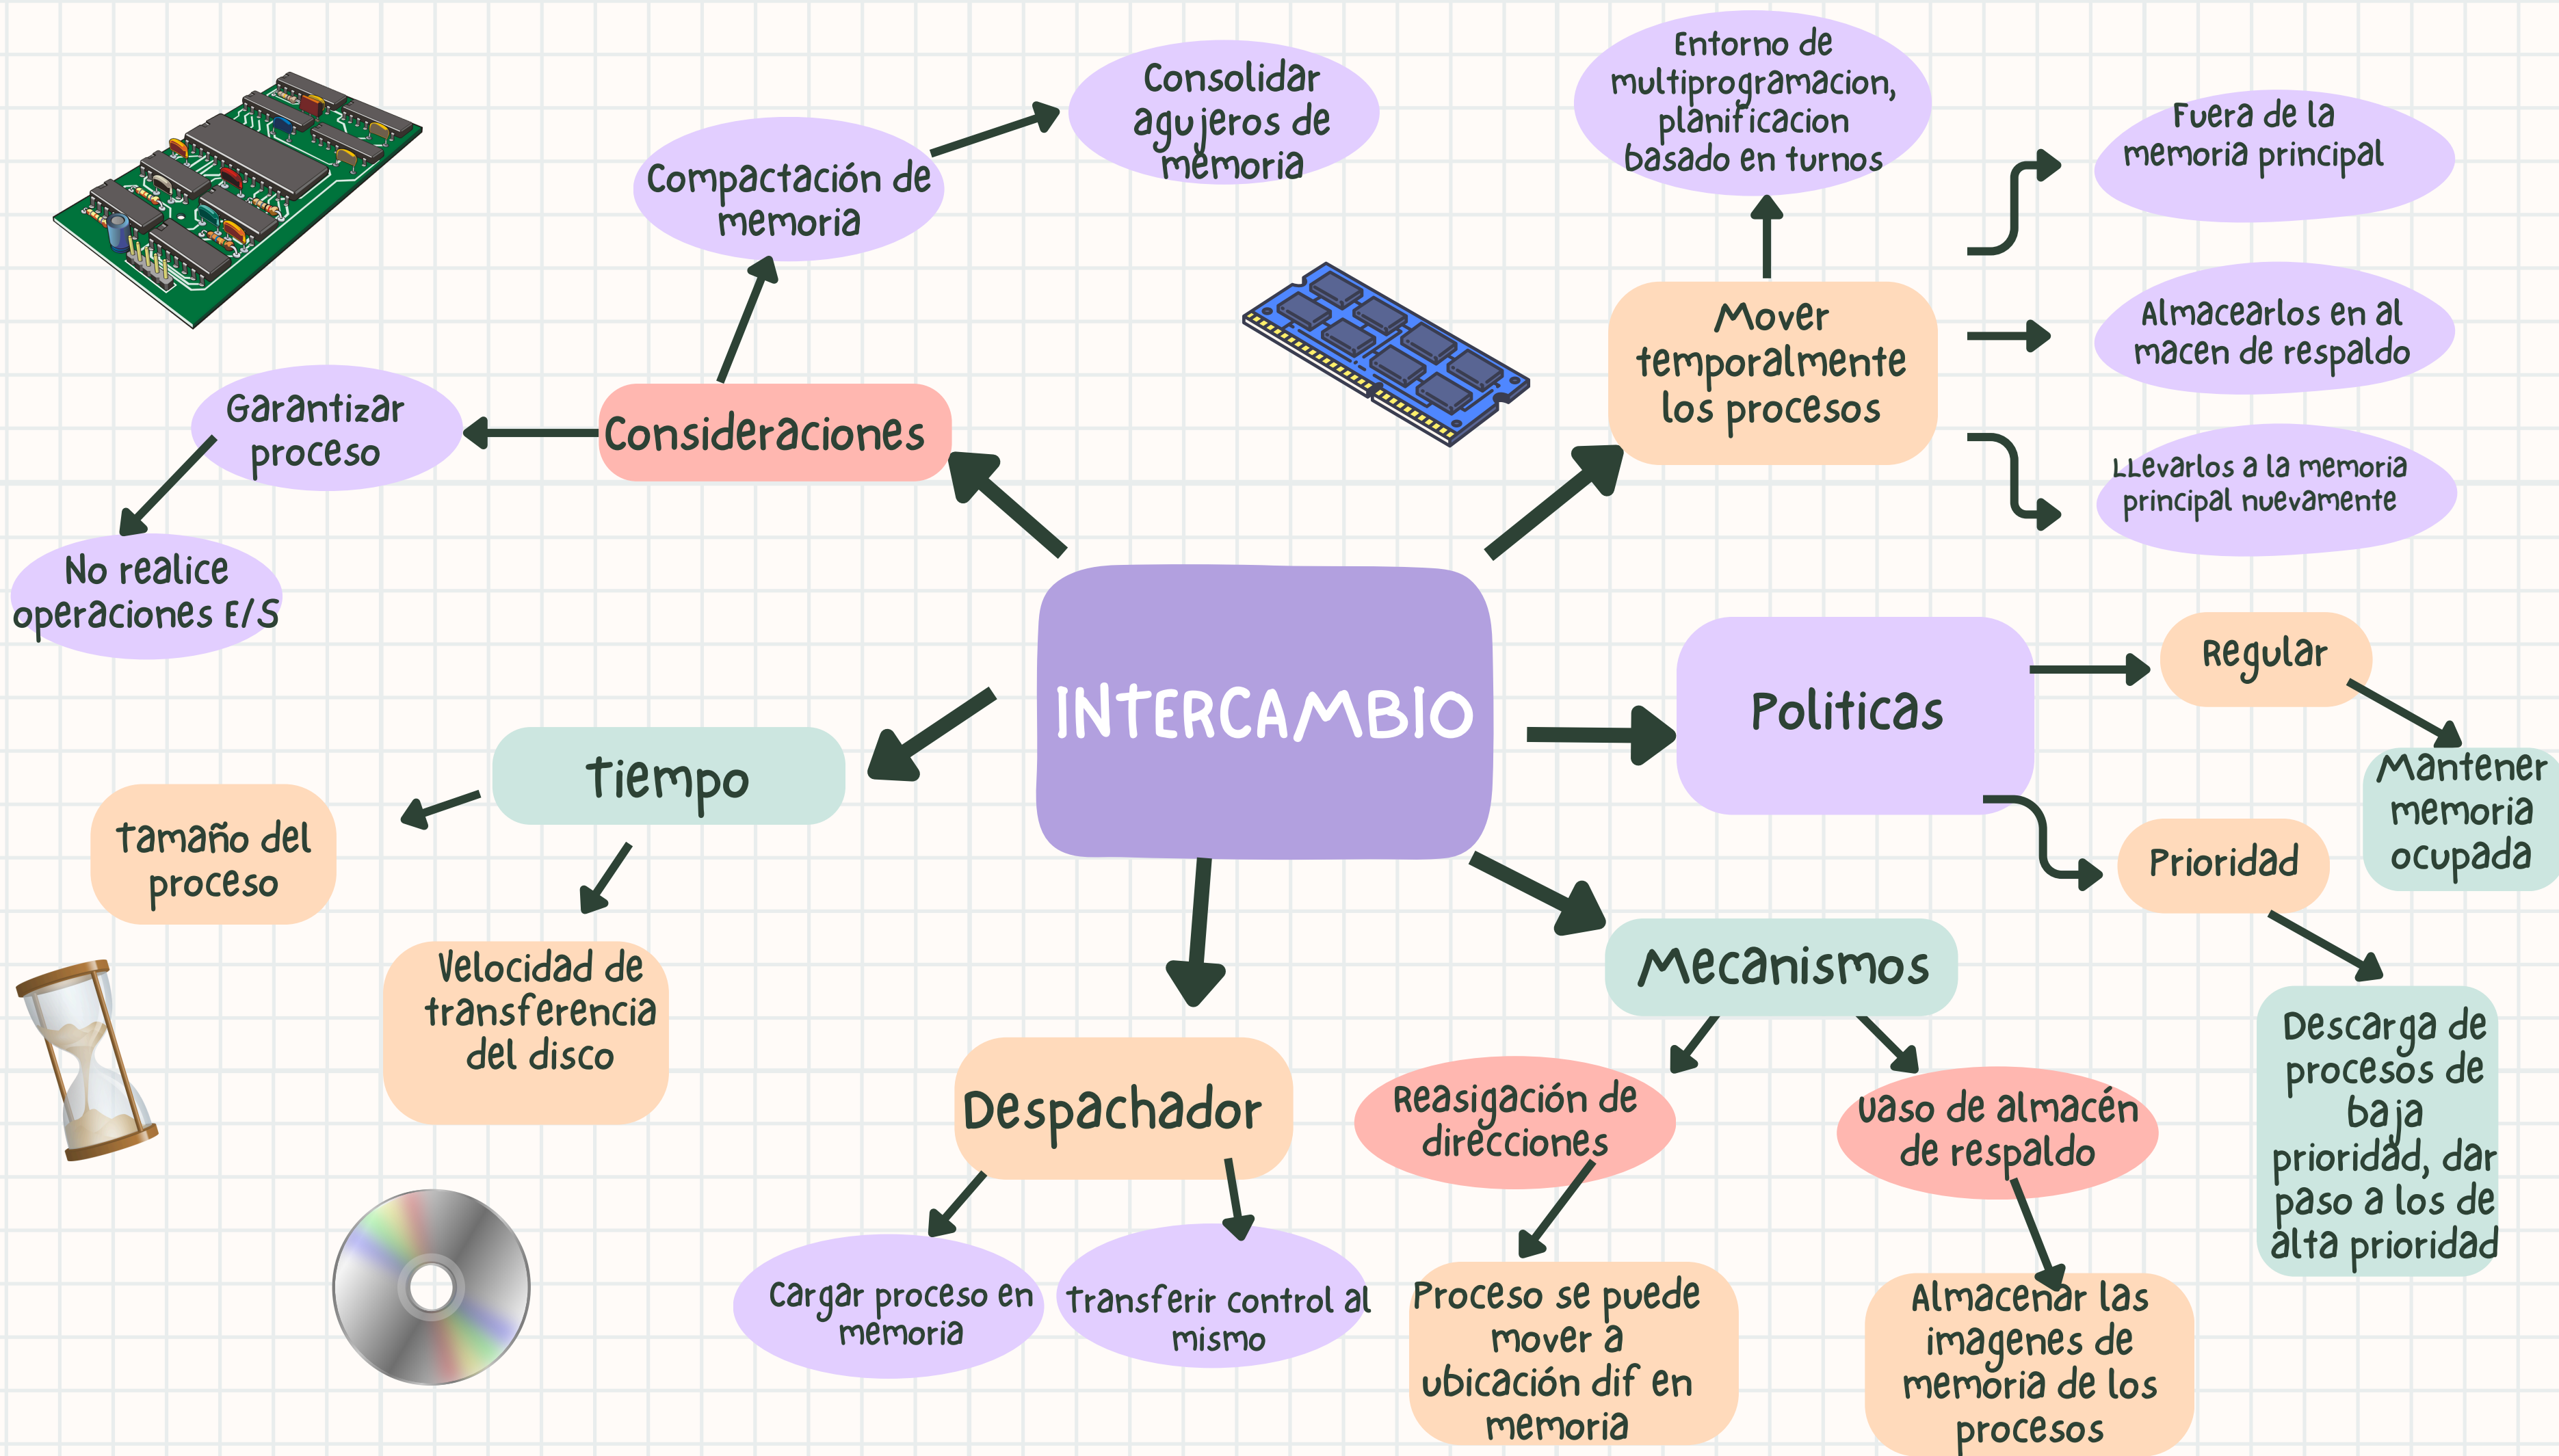 Consolidar
agujeros de
memoria
Compactación de
memoria
Consideraciones
Garantizar
proceso
No realice
operaciones E/S
Entorno de
multiprogramacion,
planificacion
basado en turnos
Mover
temporalmente
los procesos
Fuera de la
memoria principal
Almacearlos en al
macen de respaldo
LLevarlos a la memoria
principal nuevamente
INTERCAMBIO
Politicas
Regular
Mantener
memoria
ocupada
Prioridad
Descarga de
procesos de
baja
prioridad, dar
paso a los de
alta prioridad
Tiempo
Tamaño del
proceso
Velocidad de
transferencia
del disco
Despachador
Cargar proceso en
memoria
Transferir control al
mismo
Mecanismos
Reasigación de
direcciones
Proceso se puede
mover a
ubicación dif en
memoria
Uaso de almacén
de respaldo
Almacenar las
imagenes de
memoria de los
procesos